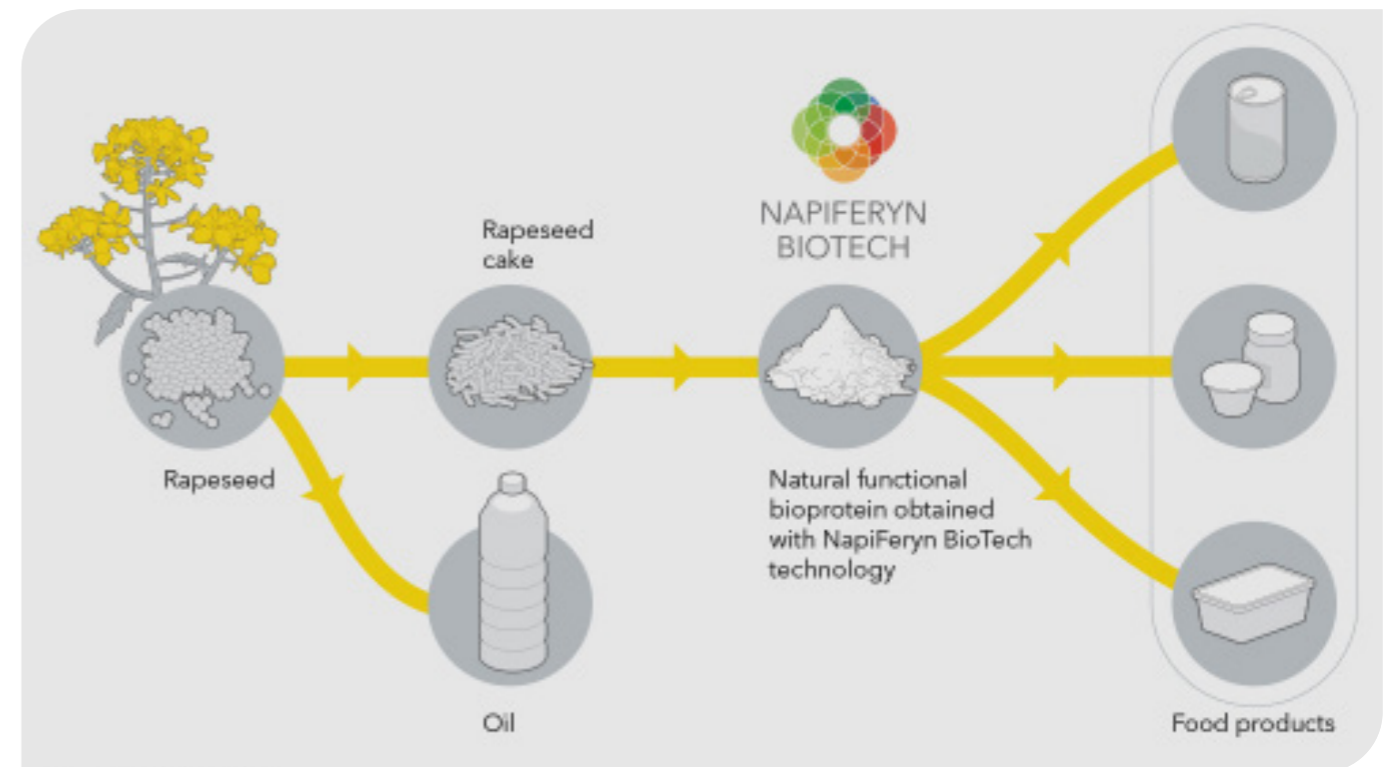 NAPIFERYN
BIOTECH
Rapeseed
cake
Rapeseed
Natural functional
bioprotein obtained
with NapiFeryn BioTech
technology
Oil
Food products